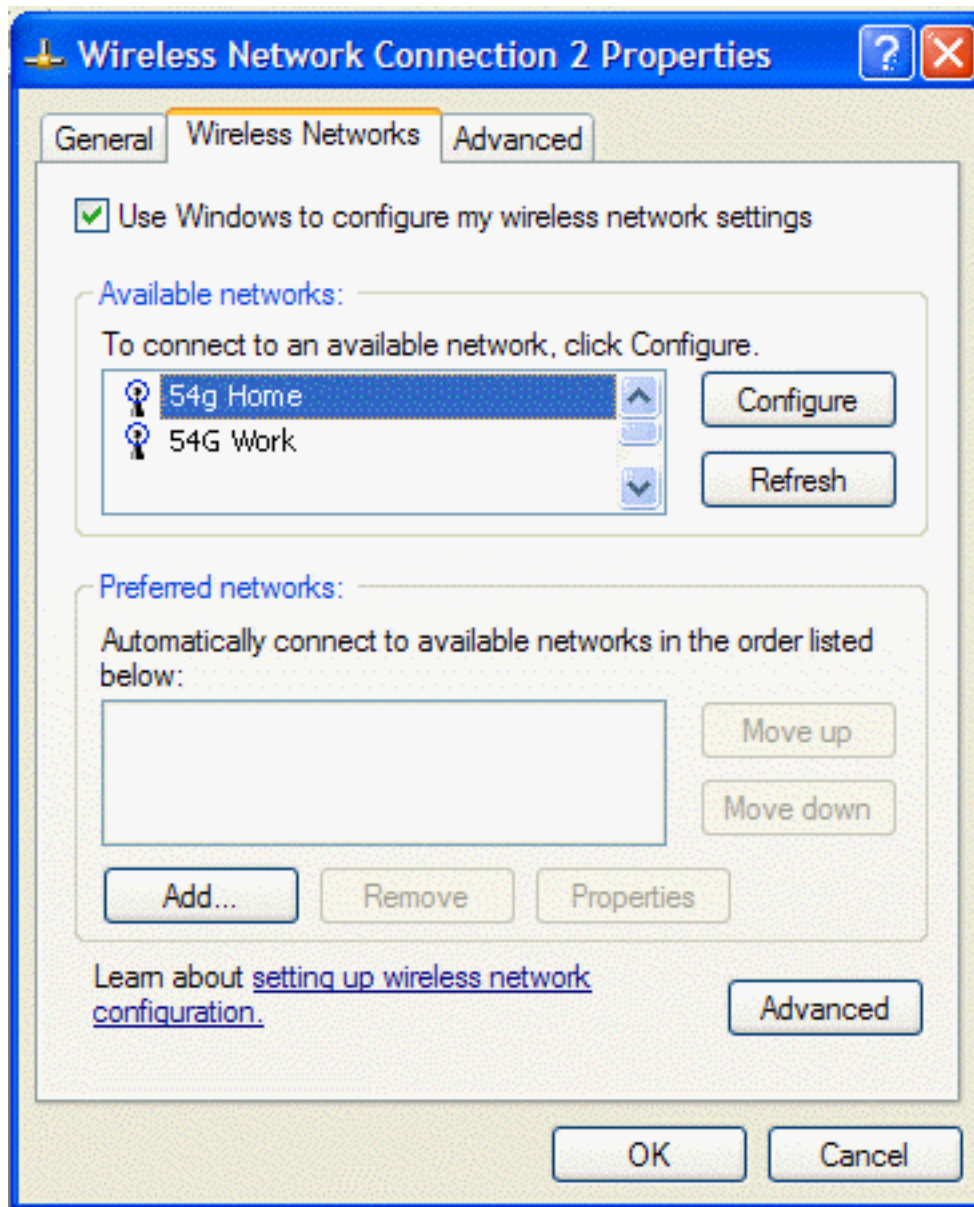 Wireless Network Connection 2 Properties
General
Wireless Networks
Advanced
Use Windows to configure my wireless network settings
Available networks:
To connect to an available network, click Configure.
54g Home
54G Work
Configure
Refresh
Preferred networks:
Automatically connect to available networks in the order listed
below:
Move up
Move down
Add...
Remove
Properties
Learn about setting up wireless network
configuration.
Advanced
OK
Cancel